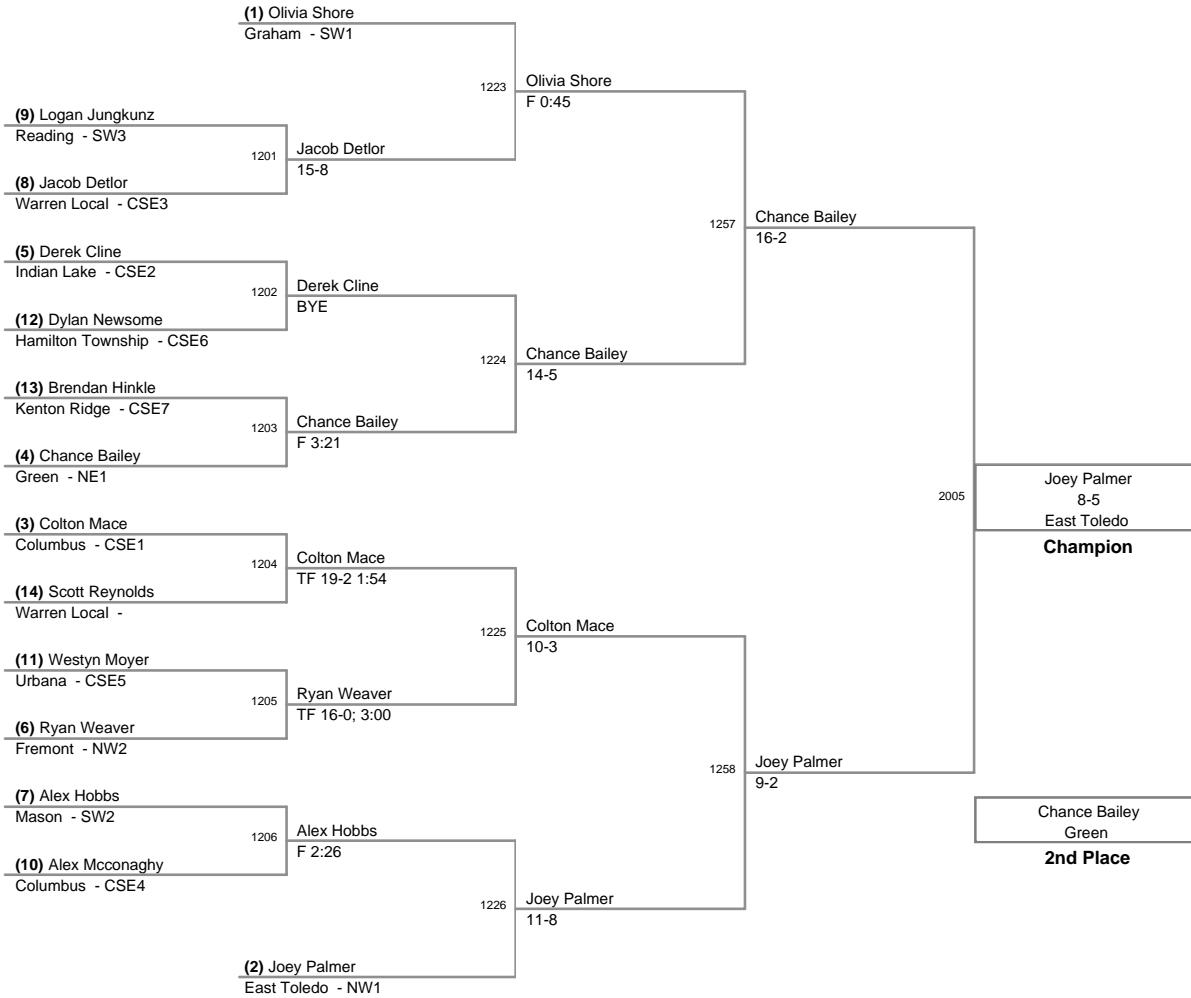 (1) Olivia Shore
Graham - SW1
1223
Olivia Shore
F 0:45
(9) Logan Jungkunz
Reading - SW3
1201
Jacob Detlor
15-8
(8) Jacob Detlor
Warren Local - CSE3
1257
Chance Bailey
16-2
(5) Derek Cline
Indian Lake - CSE2
1202
Derek Cline
BYE
(12) Dylan Newsome
Hamilton Township - CSE6
1224
Chance Bailey
14-5
(13) Brendan Hinkle
Kenton Ridge - CSE7
1203
Chance Bailey
F 3:21
(4) Chance Bailey
Green - NE1
2005
Joey Palmer
8-5
East Toledo
Champion
(3) Colton Mace
Columbus - CSE1
1204
Colton Mace
TF 19-2 1:54
(14) Scott Reynolds
Warren Local -
1225
Colton Mace
10-3
(11) Westyn Moyer
Urbana - CSE5
1205
Ryan Weaver
TF 16-0; 3:00
(6) Ryan Weaver
Fremont - NW2
1258
Joey Palmer
9-2
(7) Alex Hobbs
Mason - SW2
1206
Alex Hobbs
F 2:26
(10) Alex Mcconaghy
Columbus - CSE4
Chance Bailey
Green
2nd Place
1226
Joey Palmer
11-8
(2) Joey Palmer
East Toledo - NW1